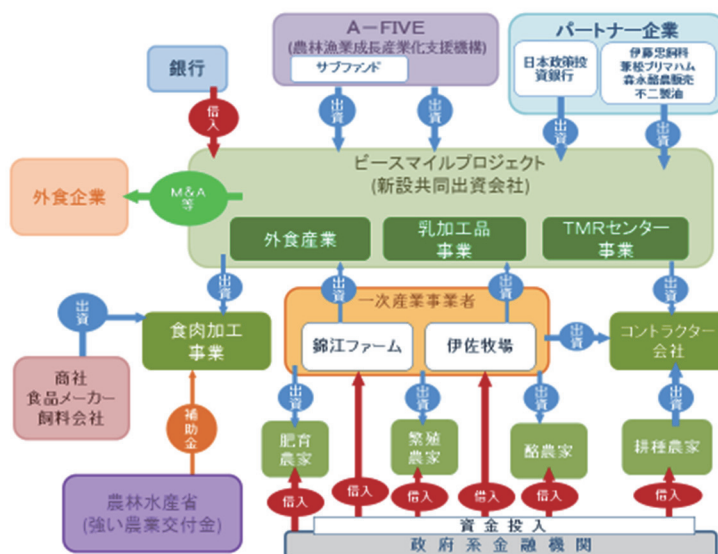 A-FIVE
(農林漁業成長産業化支援機構)
サブファンド
パートナー企業
日本政策投
資銀行
伊藤忠飼料
兼松プリマハム
森永酪農販売
不二製油
銀行
借入
出資
出資
出資
出資
ビースマイルプロジェクト
(新設共同出資会社)
M&A
等
外食企業
外食産業
乳加工品
事業
TMRセンター
事業
出資
出資
出資
出資
一次産業事業者
錦江ファーム
伊佐牧場
出資
食肉加工
事業
出資
コントラクター
会社
商社
食品メーカー
飼料会社
補助金
農林水産省
(強い農業交付金)
出資
出資
出資
出資
肥育
農家
繁殖
農家
酪農家
耕種農家
借入
借入
借入
借入
借入
借入
資金投入
政府系金融機関